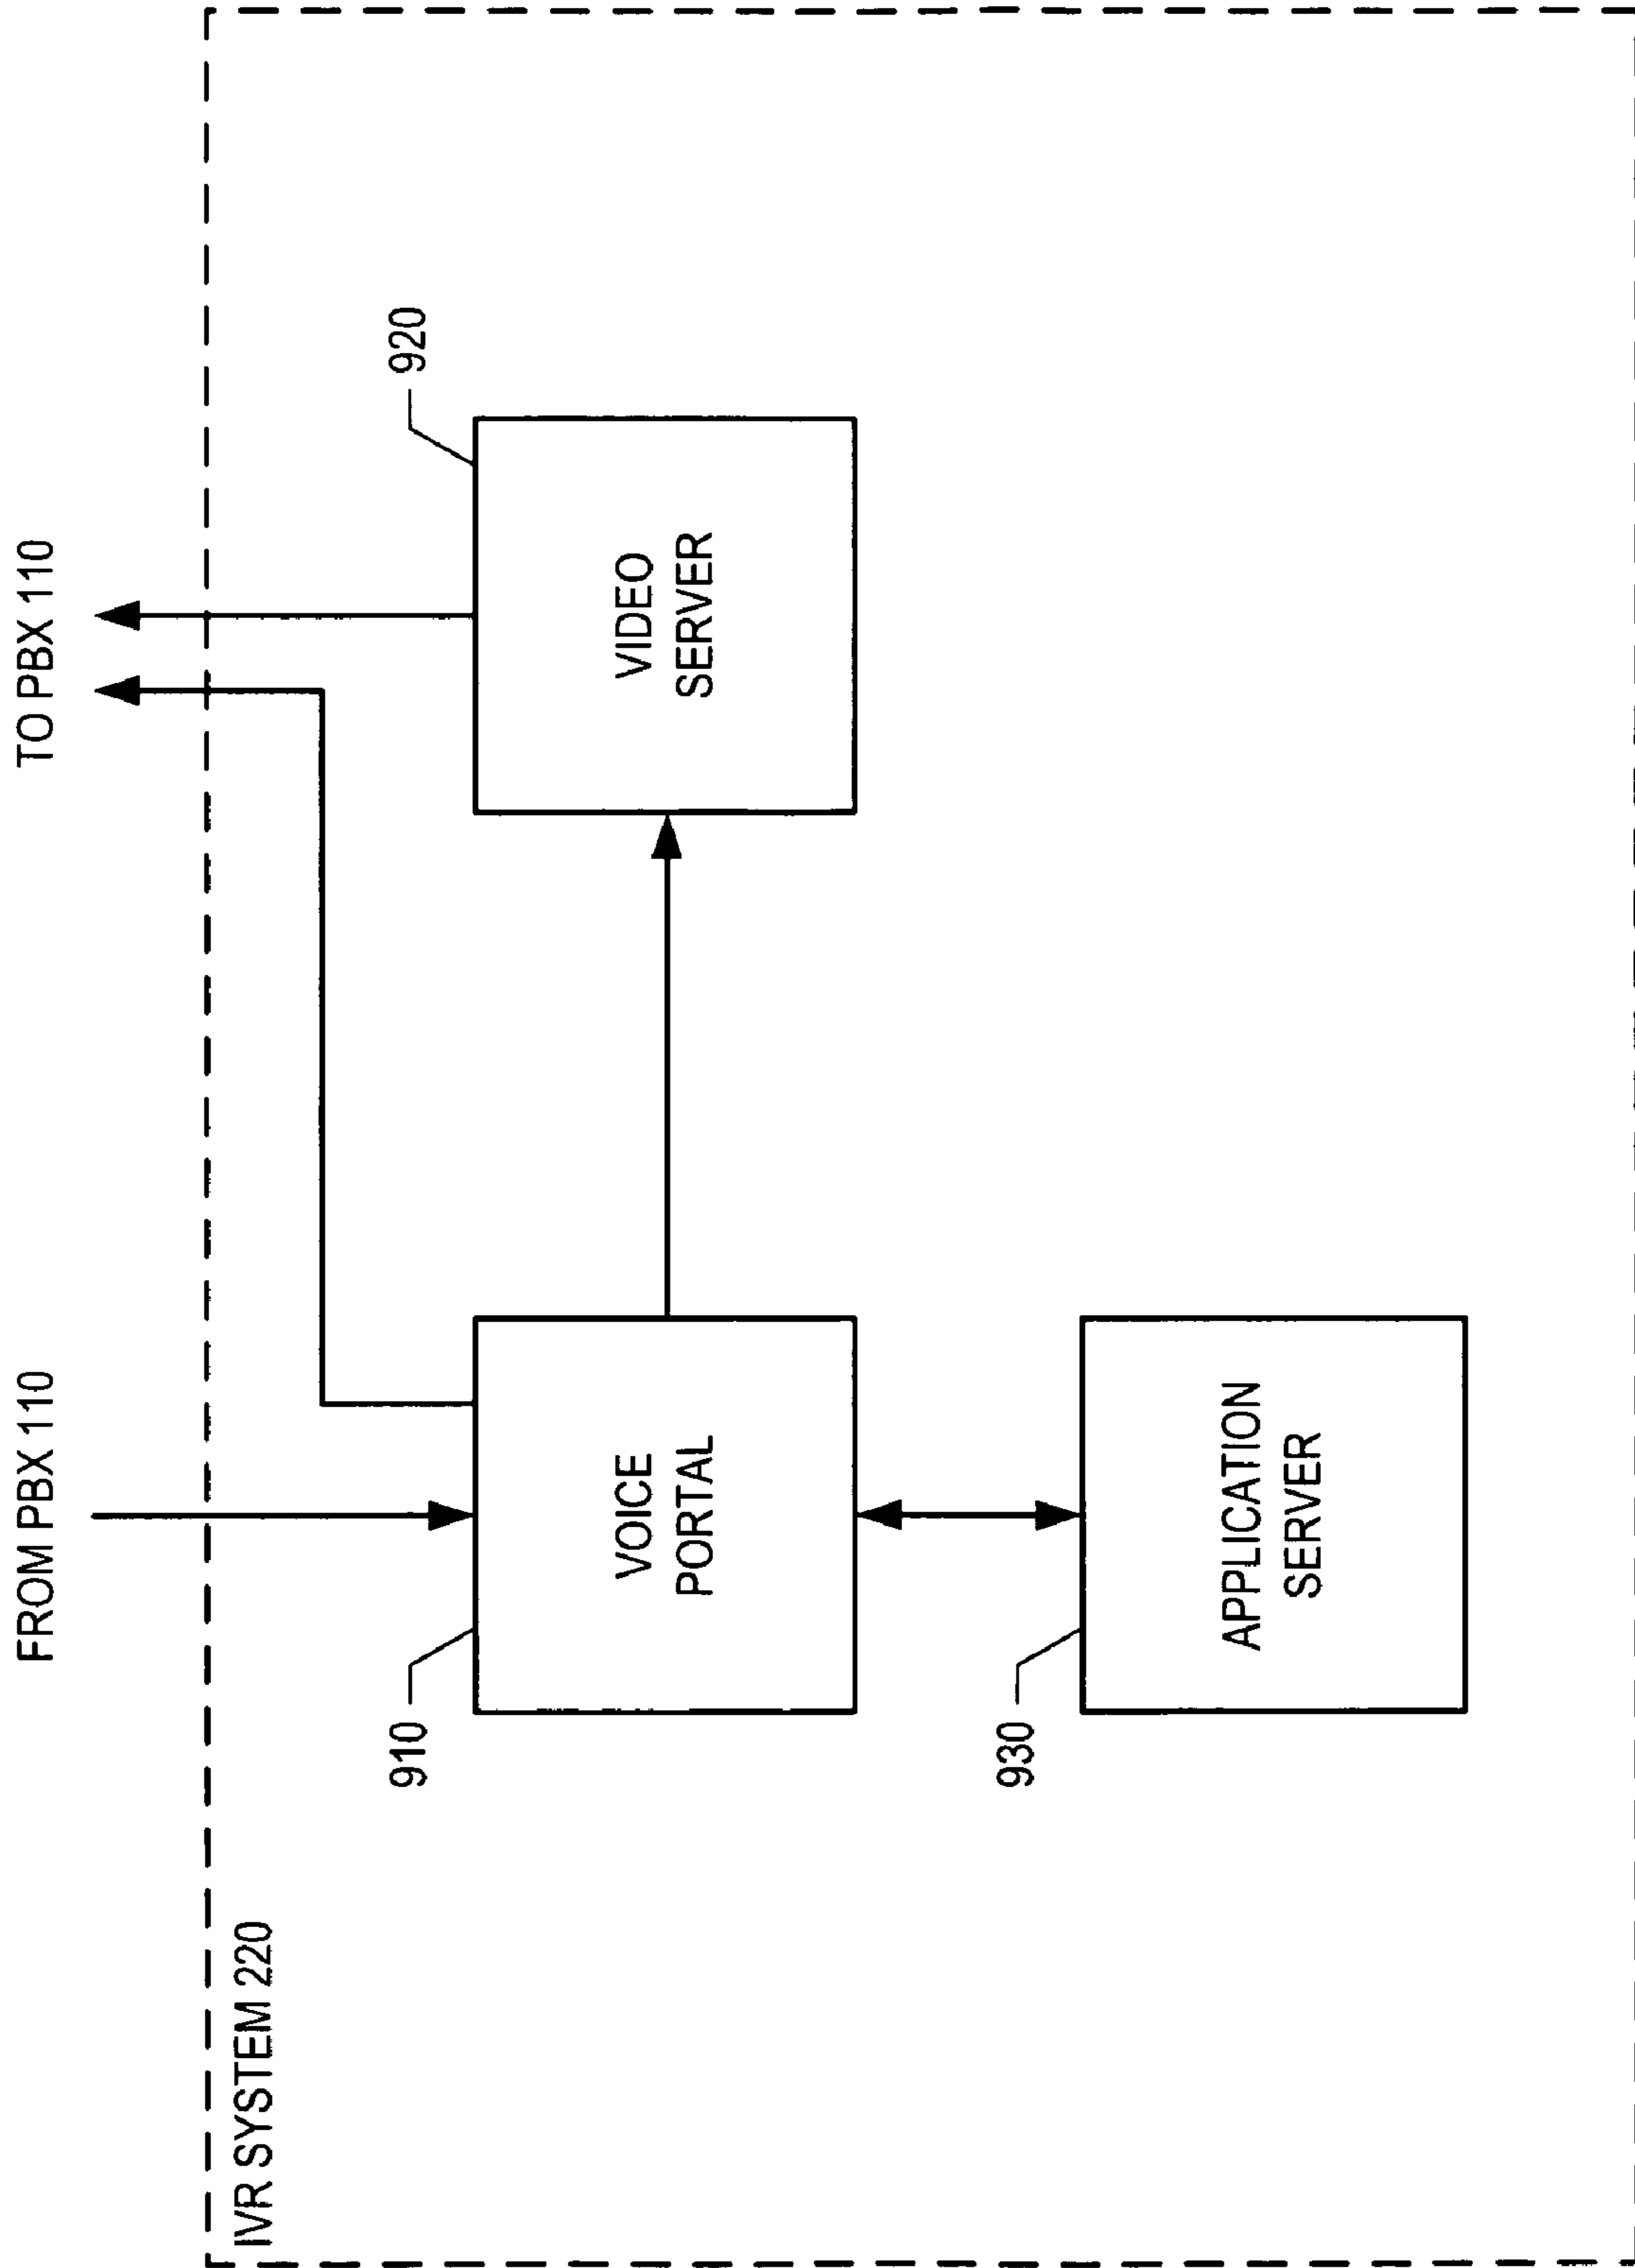 FROM PBX 110
TO PBX 110
IVR SYSTEM 220
910
VOICE
PORTAL
920
VIDEO
SERVER
930
APPLICATION
SERVER